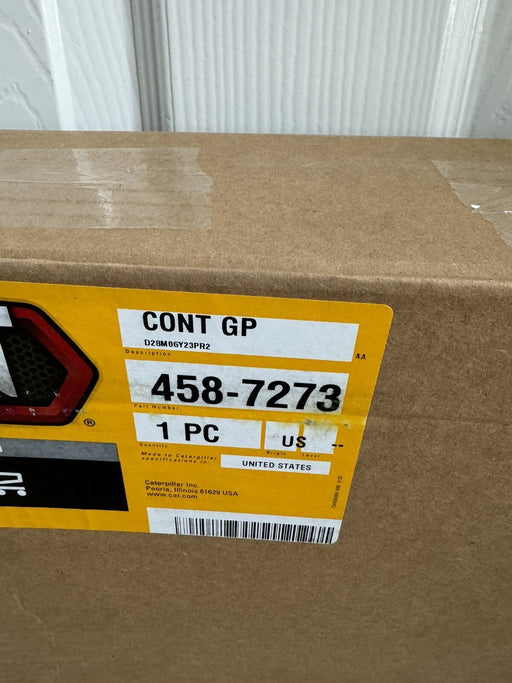 CONT GP
D28M06Y23PR2
Description
AA
458-7273
Part Number
1 PC
US --
Quantity
Origin Level
Made to Caterpillar
specifications in
UNITED STATES
®
Caterpillar Inc.
Peoria, Illinois 61629 USA
www.cat.com